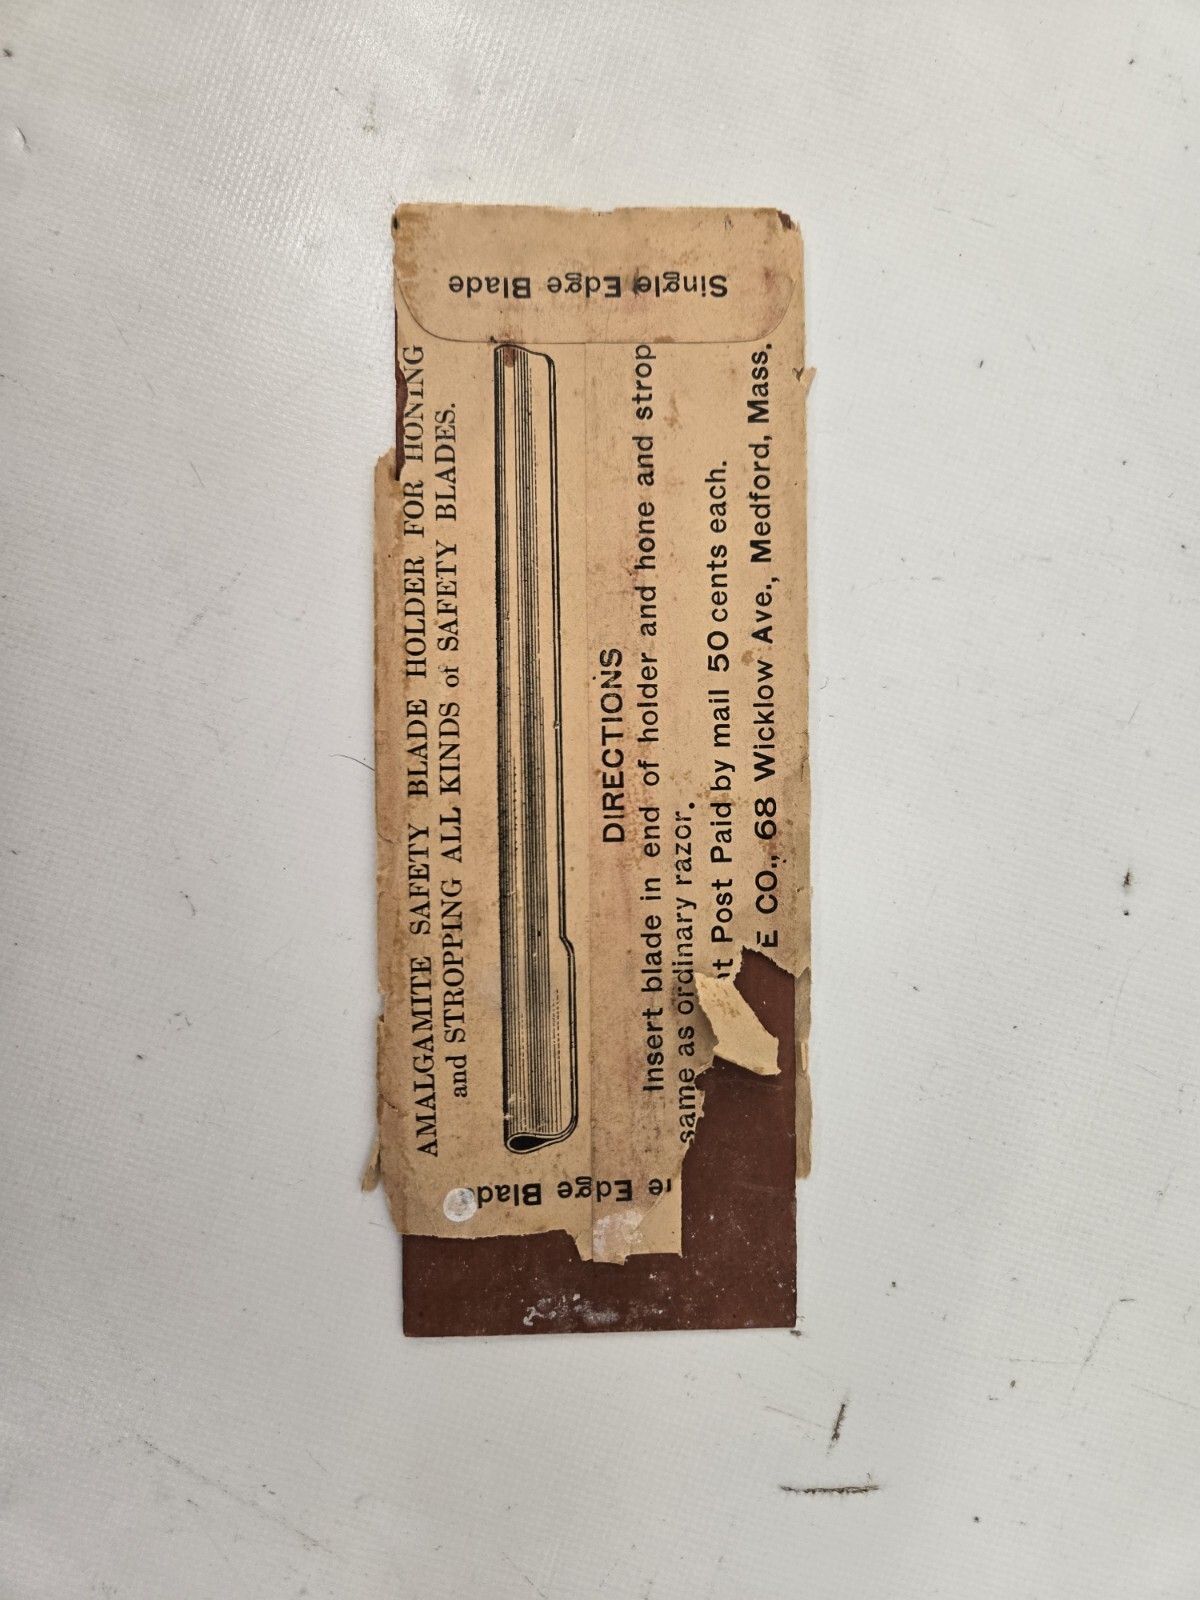 Single Edge Blade
AMALGAMITE SAFETY BLADE HOLDER FOR HONING
and STROPPING ALL KINDS of SAFETY BLADES.
DIRECTIONS
Insert blade in end of holder and hone and strop
same as ordinary razor.
Post Paid by mail 50 cents each.
CO., 68 Wicklow Ave., Medford, Mass.
Edge Blade